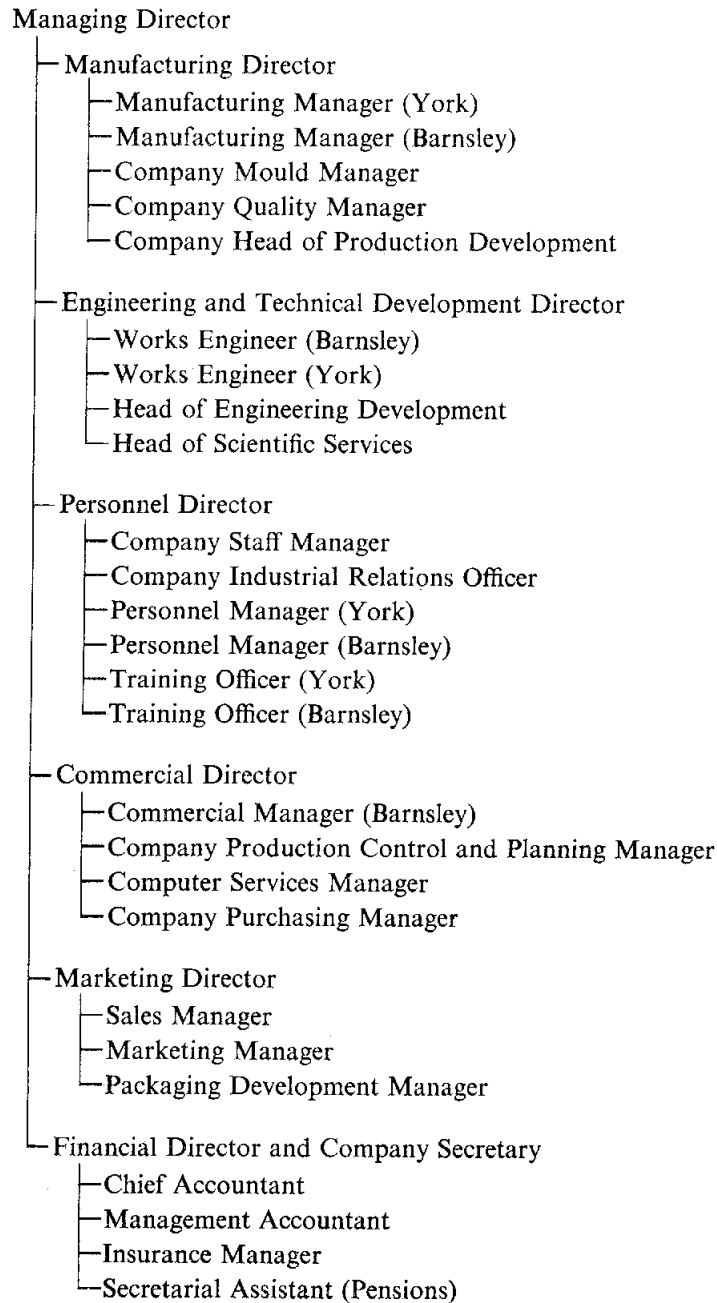 Managing Director
Manufacturing Director
Manufacturing Manager (York)
Manufacturing Manager (Barnsley)
Company Mould Manager
Company Quality Manager
Company Head of Production Development
Engineering and Technical Development Director
Works Engineer (Barnsley)
Works Engineer (York)
Head of Engineering Development
Head of Scientific Services
Personnel Director
Company Staff Manager
Company Industrial Relations Officer
Personnel Manager (York)
Personnel Manager (Barnsley)
Training Officer (York)
Training Officer (Barnsley)
Commercial Director
Commercial Manager (Barnsley)
Company Production Control and Planning Manager
Computer Services Manager
Company Purchasing Manager
Marketing Director
Sales Manager
Marketing Manager
Packaging Development Manager
Financial Director and Company Secretary
Chief Accountant
Management Accountant
Insurance Manager
Secretarial Assistant (Pensions)